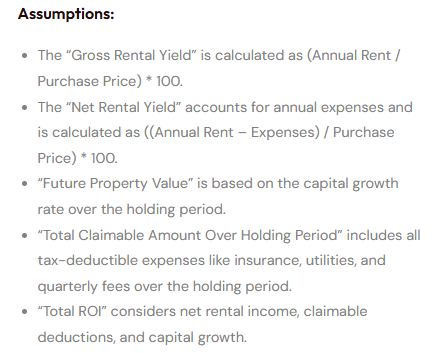 Assumptions:
• The “Gross Rental Yield” is calculated as (Annual Rent /
Purchase Price) * 100.
• The “Net Rental Yield” accounts for annual expenses and
is calculated as ((Annual Rent – Expenses) / Purchase
Price) * 100.
• “Future Property Value” is based on the capital growth
rate over the holding period.
• “Total Claimable Amount Over Holding Period” includes all
tax-deductible expenses like insurance, utilities, and
quarterly fees over the holding period.
• “Total ROI” considers net rental income, claimable
deductions, and capital growth.